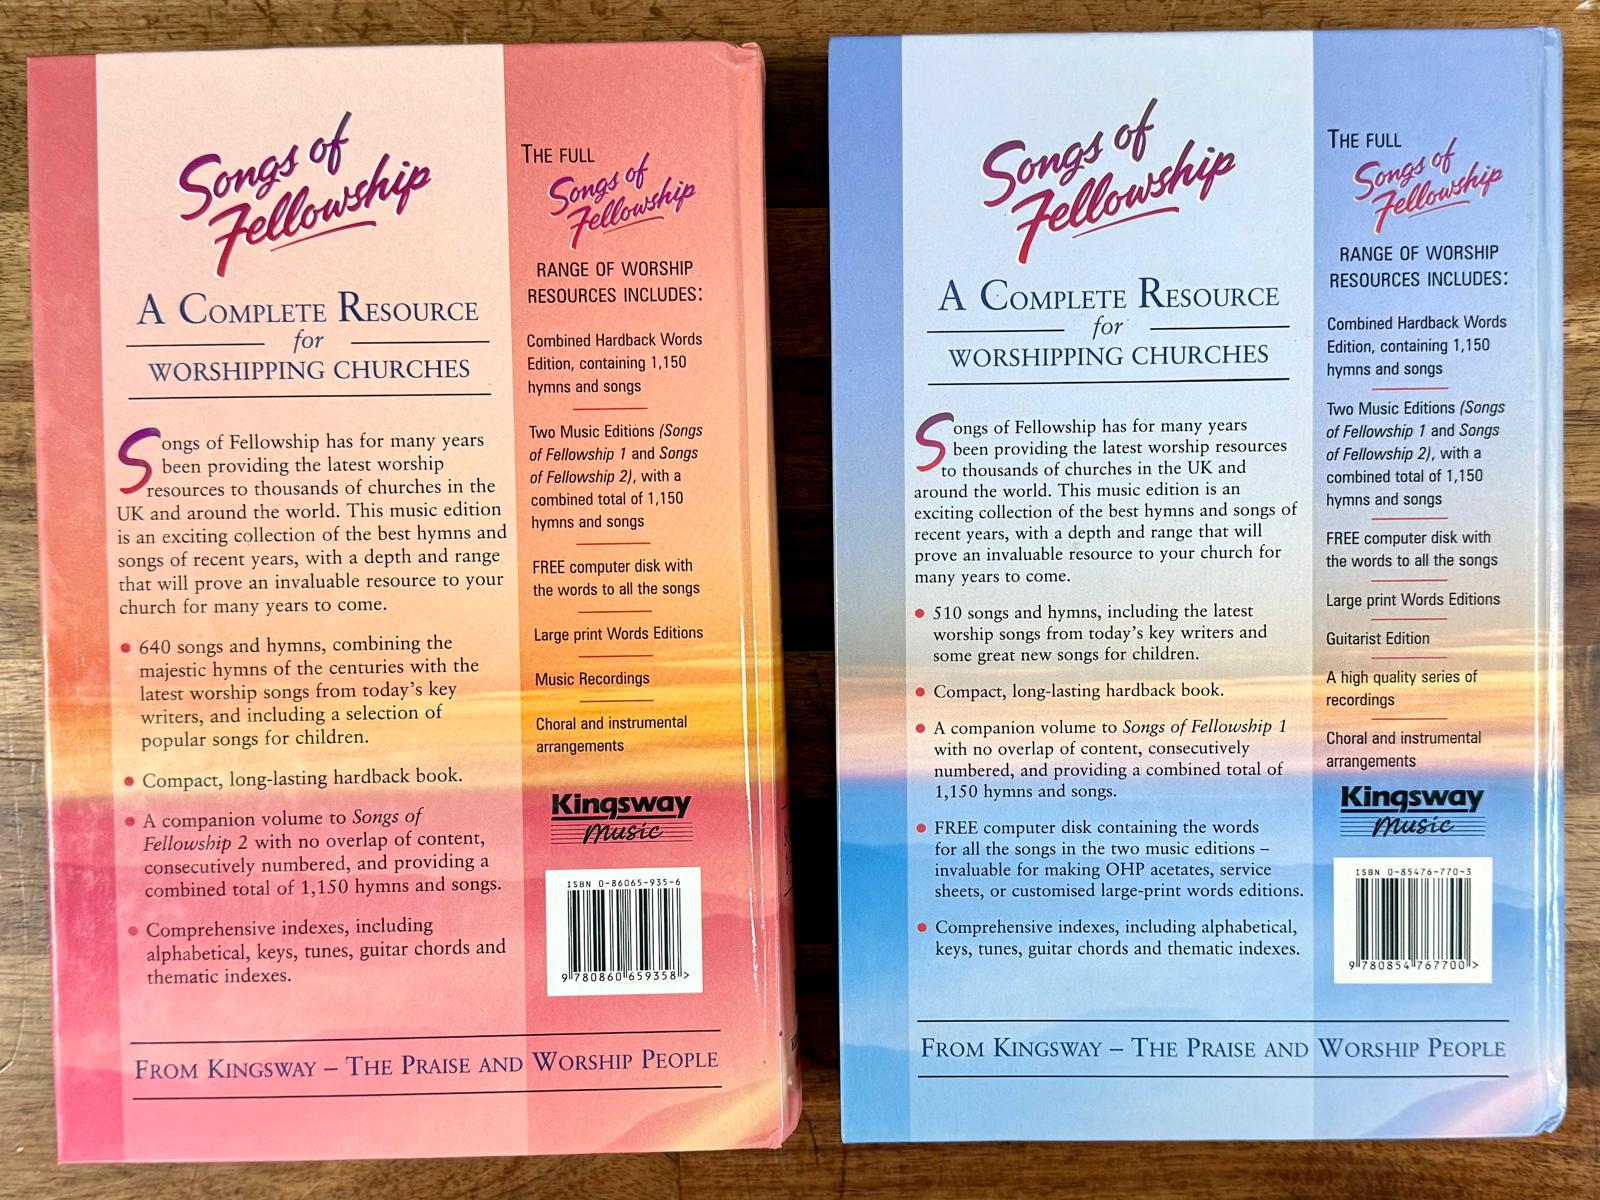 Songs of
Fellowship
A COMPLETE RESOURCE
for
WORSHIPPING CHURCHES
Songs of Fellowship has for many years
been providing the latest worship
resources to thousands of churches in the
UK and around the world. This music edition
is an exciting collection of the best hymns and
songs of recent years, with a depth and range
that will prove an invaluable resource to your
church for many years to come.
• 640 songs and hymns, combining the
majestic hymns of the centuries with the
latest worship songs from today's key
writers, and including a selection of
popular songs for children.
• Compact, long-lasting hardback book.
• A companion volume to Songs of
Fellowship 2 with no overlap of content,
consecutively numbered, and providing a
combined total of 1,150 hymns and songs.
• Comprehensive indexes, including
alphabetical, keys, tunes, guitar chords and
thematic indexes.
THE FULL
Songs of
Fellowship
RANGE OF WORSHIP
RESOURCES INCLUDES:
Combined Hardback Words
Edition, containing 1,150
hymns and songs
Two Music Editions (Songs
of Fellowship 1 and Songs
of Fellowship 2), with a
combined total of 1,150
hymns and songs
FREE computer disk with
the words to all the songs
Large print Words Editions
Music Recordings
Choral and instrumental
arrangements
Kingsway
Music
ISBN 0-86065-935-6
9 780860 659358 >
FROM KINGSWAY – THE PRAISE AND WORSHIP PEOPLE
Songs of
Fellowship
A COMPLETE RESOURCE
for
WORSHIPPING CHURCHES
Songs of Fellowship has for many years
been providing the latest worship resources
to thousands of churches in the UK and
around the world. This music edition is an
exciting collection of the best hymns and songs of
recent years, with a depth and range that will
prove an invaluable resource to your church for
many years to come.
• 510 songs and hymns, including the latest
worship songs from today's key writers and
some great new songs for children.
• Compact, long-lasting hardback book.
• A companion volume to Songs of Fellowship 1
with no overlap of content, consecutively
numbered, and providing a combined total of
1,150 hymns and songs.
• FREE computer disk containing the words
for all the songs in the two music editions –
invaluable for making OHP acetates, service
sheets, or customised large-print words editions.
• Comprehensive indexes, including alphabetical,
keys, tunes, guitar chords and thematic indexes.
THE FULL
Songs of
Fellowship
RANGE OF WORSHIP
RESOURCES INCLUDES:
Combined Hardback Words
Edition, containing 1,150
hymns and songs
Two Music Editions (Songs
of Fellowship 1 and Songs
of Fellowship 2), with a
combined total of 1,150
hymns and songs
FREE computer disk with
the words to all the songs
Large print Words Editions
Guitarist Edition
A high quality series of
recordings
Choral and instrumental
arrangements
Kingsway
Music
ISBN 0-85476-770-3
9 780854 767700 >
FROM KINGSWAY – THE PRAISE AND WORSHIP PEOPLE